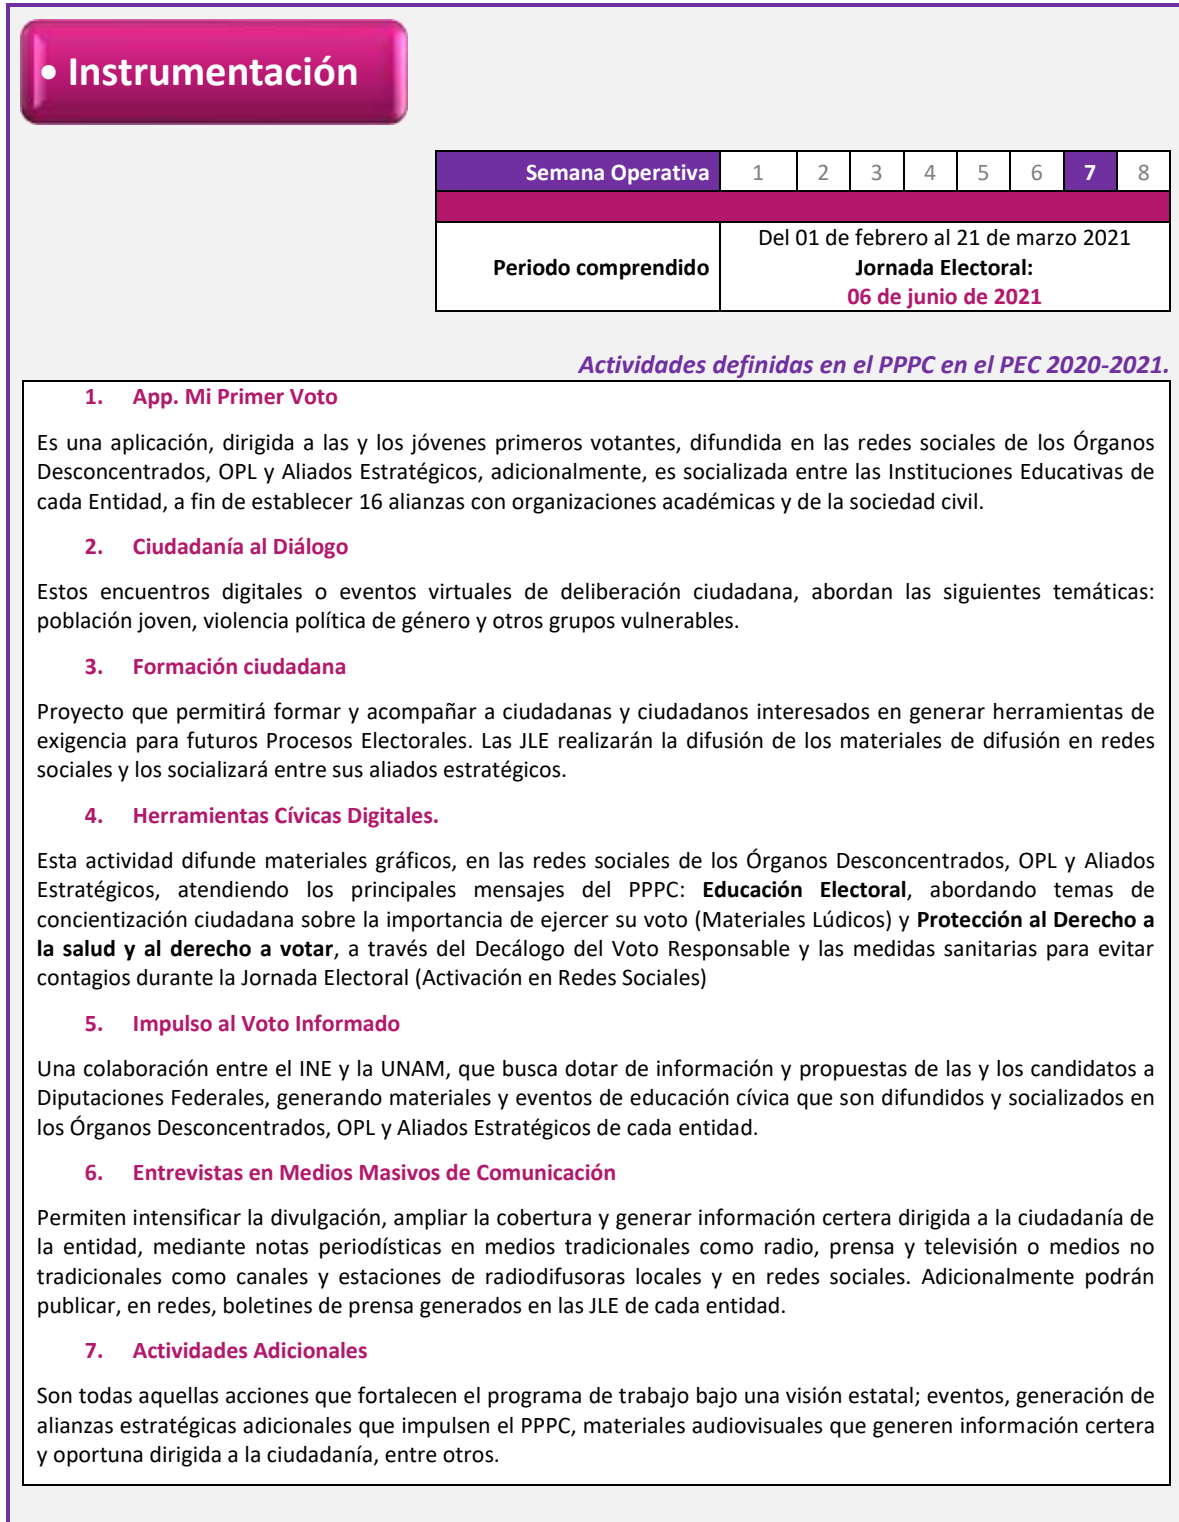 • Instrumentación
Semana Operativa 1 2 3 4 5 6 7 8
Periodo comprendido
Del 01 de febrero al 21 de marzo 2021
Jornada Electoral:
06 de junio de 2021
Actividades definidas en el PPPC en el PEC 2020-2021.
1. App. Mi Primer Voto
Es una aplicación, dirigida a las y los jóvenes primeros votantes, difundida en las redes sociales de los Órganos
Desconcentrados, OPL y Aliados Estratégicos, adicionalmente, es socializada entre las Instituciones Educativas de
cada Entidad, a fin de establecer 16 alianzas con organizaciones académicas y de la sociedad civil.
2. Ciudadanía al Diálogo
Estos encuentros digitales o eventos virtuales de deliberación ciudadana, abordan las siguientes temáticas:
población joven, violencia política de género y otros grupos vulnerables.
3. Formación ciudadana
Proyecto que permitirá formar y acompañar a ciudadanas y ciudadanos interesados en generar herramientas de
exigencia para futuros Procesos Electorales. Las JLE realizarán la difusión de los materiales de difusión en redes
sociales y los socializará entre sus aliados estratégicos.
4. Herramientas Cívicas Digitales.
Esta actividad difunde materiales gráficos, en las redes sociales de los Órganos Desconcentrados, OPL y Aliados
Estratégicos, atendiendo los principales mensajes del PPPC: Educación Electoral, abordando temas de
concientización ciudadana sobre la importancia de ejercer su voto (Materiales Lúdicos) y Protección al Derecho a
la salud y al derecho a votar, a través del Decálogo del Voto Responsable y las medidas sanitarias para evitar
contagios durante la Jornada Electoral (Activación en Redes Sociales)
5. Impulso al Voto Informado
Una colaboración entre el INE y la UNAM, que busca dotar de información y propuestas de las y los candidatos a
Diputaciones Federales, generando materiales y eventos de educación cívica que son difundidos y socializados en
los Órganos Desconcentrados, OPL y Aliados Estratégicos de cada entidad.
6. Entrevistas en Medios Masivos de Comunicación
Permiten intensificar la divulgación, ampliar la cobertura y generar información certera dirigida a la ciudadanía de
la entidad, mediante notas periodísticas en medios tradicionales como radio, prensa y televisión o medios no
tradicionales como canales y estaciones de radiodifusoras locales y en redes sociales. Adicionalmente podrán
publicar, en redes, boletines de prensa generados en las JLE de cada entidad.
7. Actividades Adicionales
Son todas aquellas acciones que fortalecen el programa de trabajo bajo una visión estatal; eventos, generación de
alianzas estratégicas adicionales que impulsen el PPPC, materiales audiovisuales que generen información certera
y oportuna dirigida a la ciudadanía, entre otros.